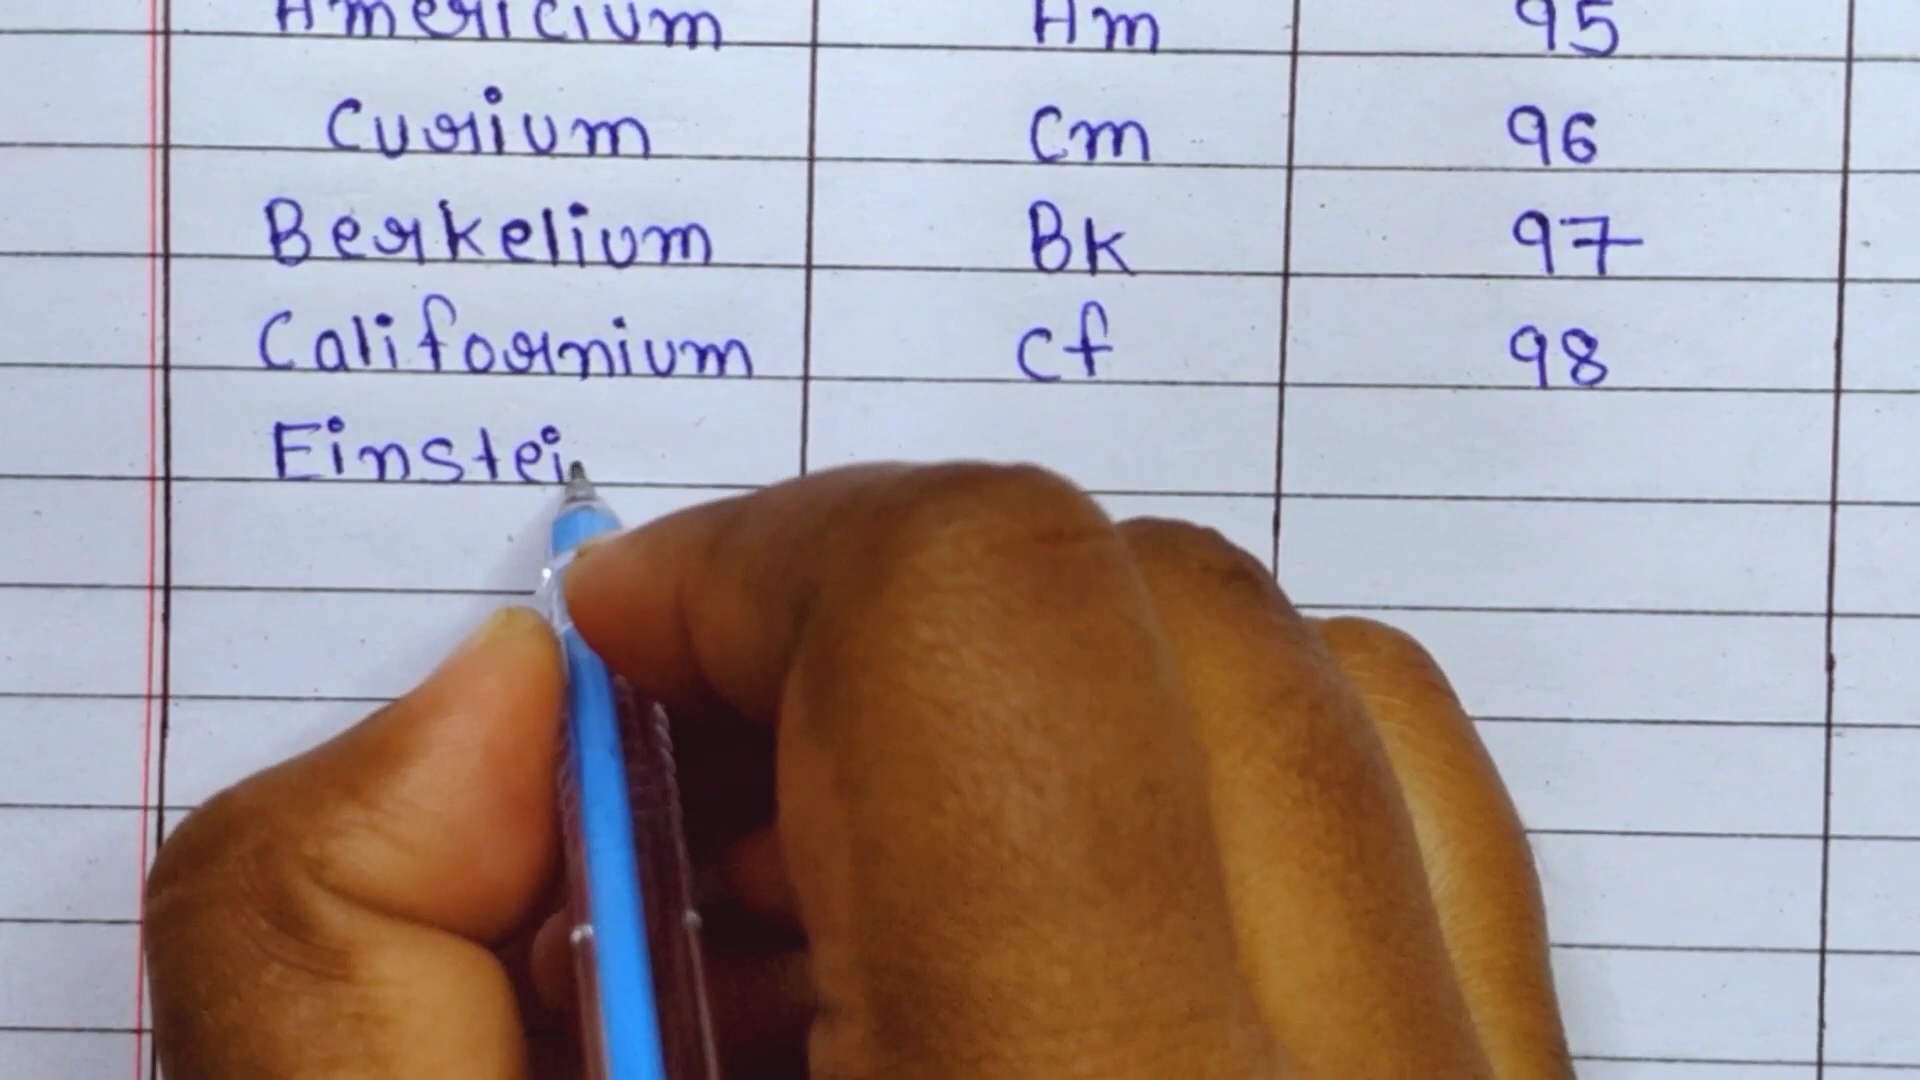 Americium Am 95
Curium Cm 96
Berkelium Bk 97
Californium Cf 98
Einstei